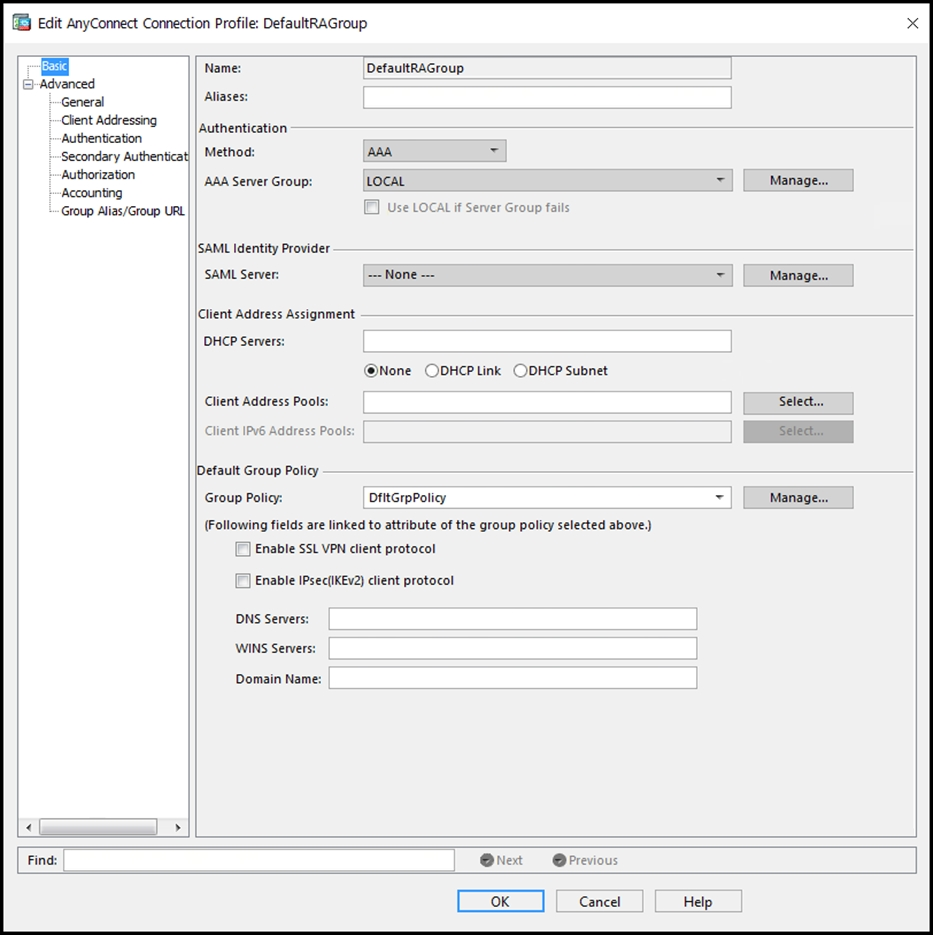 Edit AnyConnect Connection Profile: DefaultRAGroup
Basic
Advanced
General
Client Addressing
Authentication
Secondary Authenticat
Authorization
Accounting
Group Alias/Group URL
Name: DefaultRAGroup
Aliases:
Authentication
Method: AAA
AAA Server Group: LOCAL Manage...
Use LOCAL if Server Group fails
SAML Identity Provider
SAML Server: --- None --- Manage...
Client Address Assignment
DHCP Servers:
None DHCP Link DHCP Subnet
Client Address Pools: Select...
Client IPv6 Address Pools: Select...
Default Group Policy
Group Policy: DfltGrpPolicy Manage...
(Following fields are linked to attribute of the group policy selected above.)
Enable SSL VPN client protocol
Enable IPsec(IKEv2) client protocol
DNS Servers:
WINS Servers:
Domain Name:
Find: Next Previous
OK Cancel Help